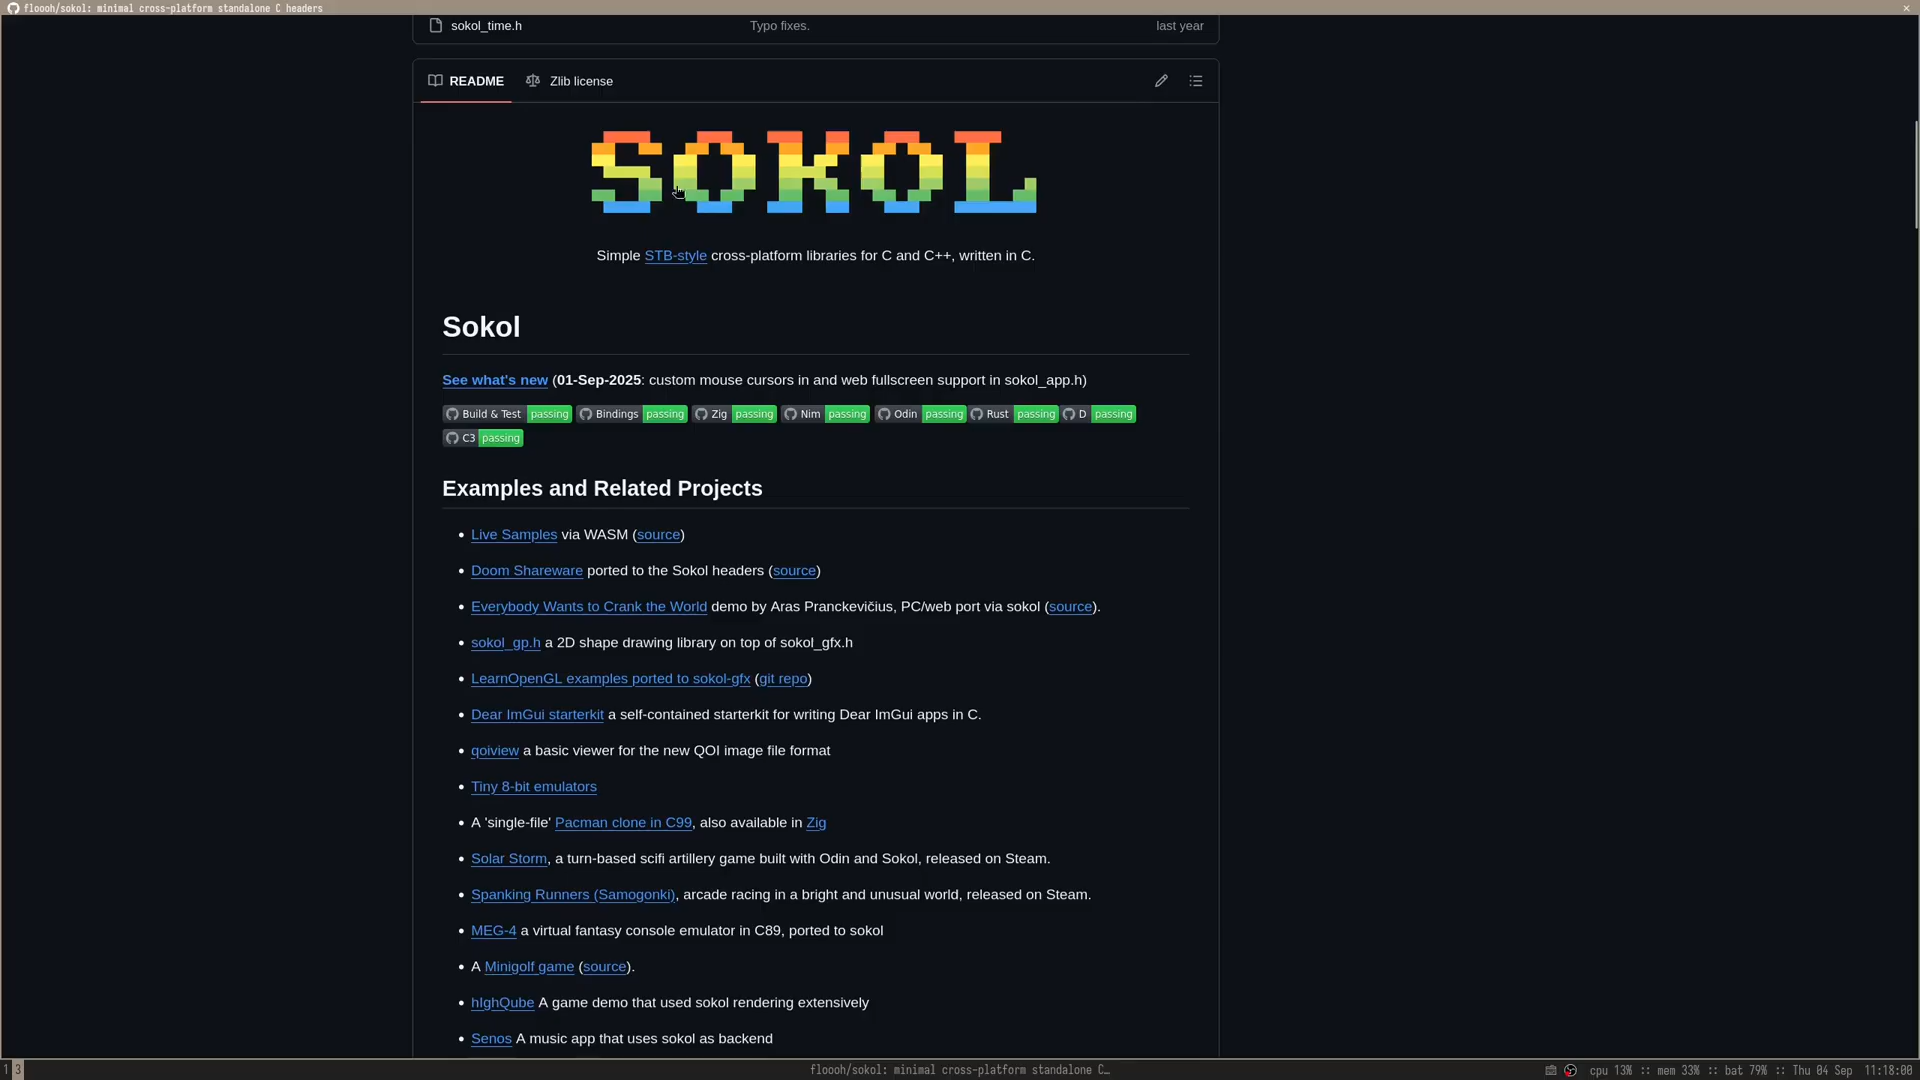 floooh/sokol: minimal cross-platform standalone C headers
sokol_time.h Typo fixes. last year
README Zlib license
SOKOL
Simple STB-style cross-platform libraries for C and C++, written in C.
Sokol
See what's new (01-Sep-2025: custom mouse cursors in and web fullscreen support in sokol_app.h)
Build & Test passing Bindings passing Zig passing Nim passing Odin passing Rust passing D passing
C3 passing
Examples and Related Projects
• Live Samples via WASM (source)
• Doom Shareware ported to the Sokol headers (source)
• Everybody Wants to Crank the World demo by Aras Pranckevičius, PC/web port via sokol (source).
• sokol_gp.h a 2D shape drawing library on top of sokol_gfx.h
• LearnOpenGL examples ported to sokol-gfx (git repo)
• Dear ImGui starterkit a self-contained starterkit for writing Dear ImGui apps in C.
• qoiview a basic viewer for the new QOI image file format
• Tiny 8-bit emulators
• A 'single-file' Pacman clone in C99, also available in Zig
• Solar Storm, a turn-based scifi artillery game built with Odin and Sokol, released on Steam.
• Spanking Runners (Samogonki), arcade racing in a bright and unusual world, released on Steam.
• MEG-4 a virtual fantasy console emulator in C89, ported to sokol
• A Minigolf game (source).
• hIghQube A game demo that used sokol rendering extensively
• Senos A music app that uses sokol as backend
1 3 floooh/sokol: minimal cross-platform standalone C… cpu 13% :: mem 33% :: bat 79% :: Thu 04 Sep 11:18:00